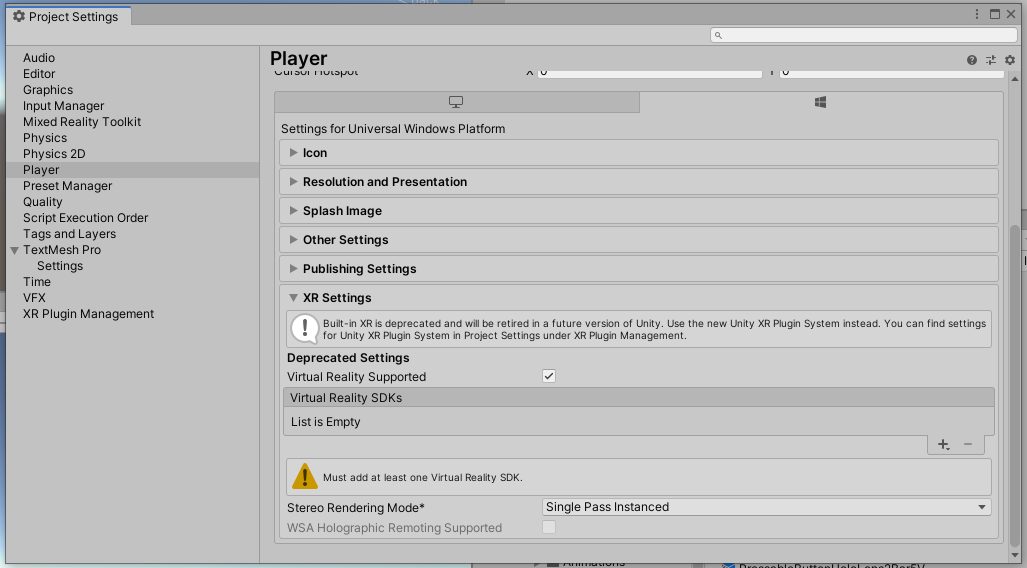 Project Settings
Audio
Editor
Graphics
Input Manager
Mixed Reality Toolkit
Physics
Physics 2D
Player
Preset Manager
Quality
Script Execution Order
Tags and Layers
TextMesh Pro
Settings
Time
VFX
XR Plugin Management
Player
Cursor Hotspot X 0 Y 0
Settings for Universal Windows Platform
Icon
Resolution and Presentation
Splash Image
Other Settings
Publishing Settings
XR Settings
Built-in XR is deprecated and will be retired in a future version of Unity. Use the new Unity XR Plugin System instead. You can find settings
for Unity XR Plugin System in Project Settings under XR Plugin Management.
Deprecated Settings
Virtual Reality Supported
Virtual Reality SDKs
List is Empty
Must add at least one Virtual Reality SDK.
Stereo Rendering Mode* Single Pass Instanced
WSA Holographic Remoting Supported
Animations